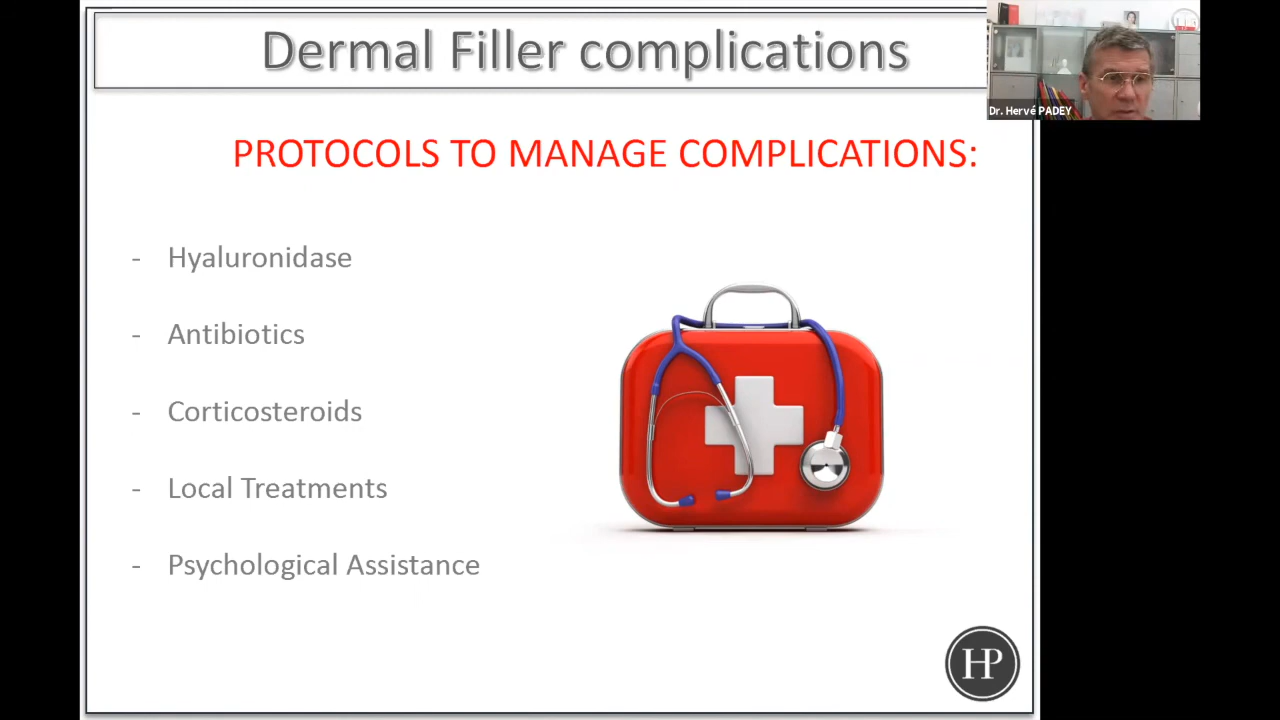 Dermal Filler complications
Dr. Hervé PADEY
PROTOCOLS TO MANAGE COMPLICATIONS:
- Hyaluronidase
- Antibiotics
- Corticosteroids
- Local Treatments
- Psychological Assistance
HP